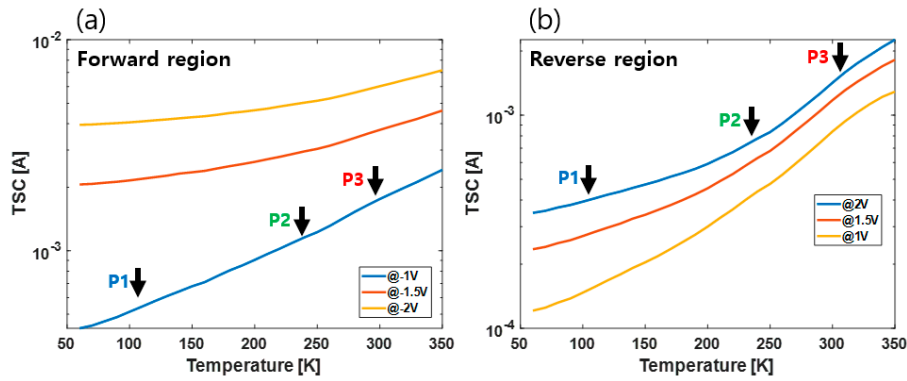 (a)
Forward region
TSC [A]
10^-2
10^-3
P1
P2
P3
@-1V
@-1.5V
@-2V
50 100 150 200 250 300 350
Temperature [K]
(b)
Reverse region
TSC [A]
10^-3
10^-4
P1
P2
P3
@2V
@1.5V
@1V
50 100 150 200 250 300 350
Temperature [K]